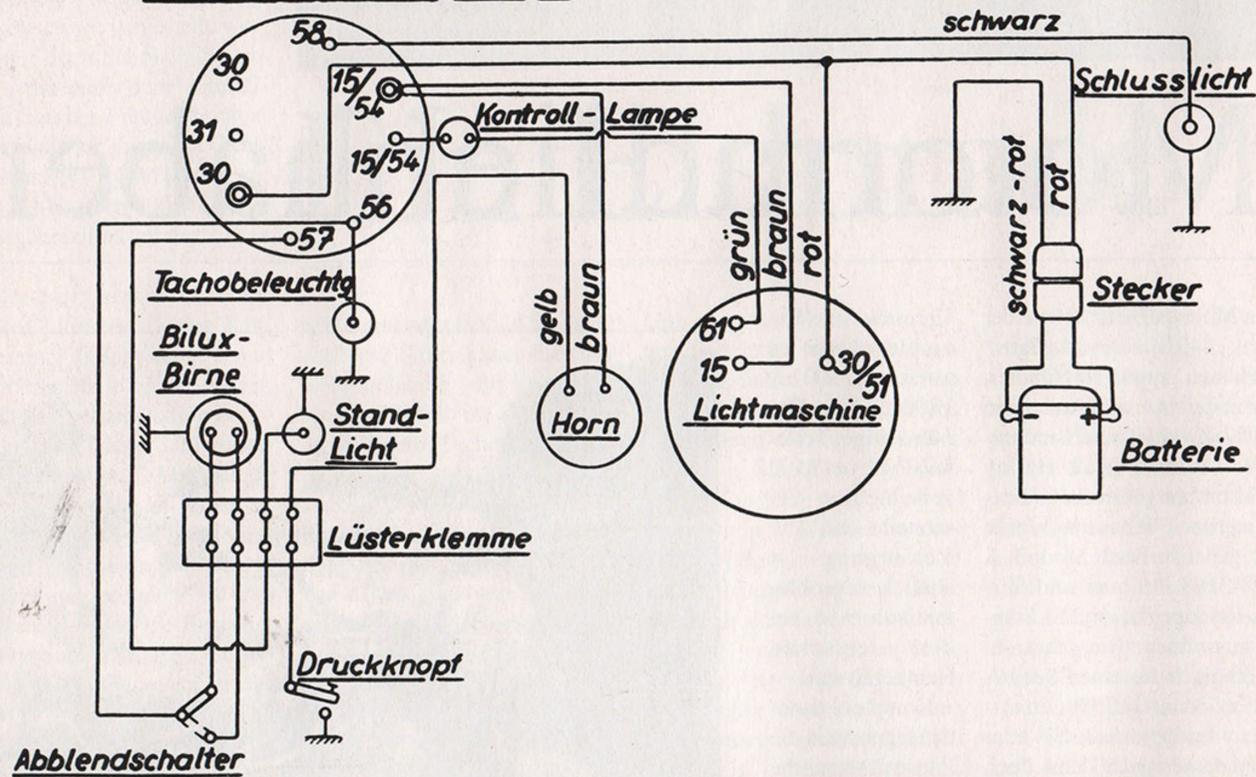 schwarz
58
30
15/54
Schlusslicht
Kontroll-Lampe
31
15/54
30
schwarz-rot
rot
56
57
grün
braun
rot
Tachobeleuchtg
gelb
braun
Stecker
Bilux-
Birne
61
15
30/51
Stand-
Licht
Horn
Lichtmaschine
+
Batterie
Lüsterklemme
Druckknopf
Abblendschalter